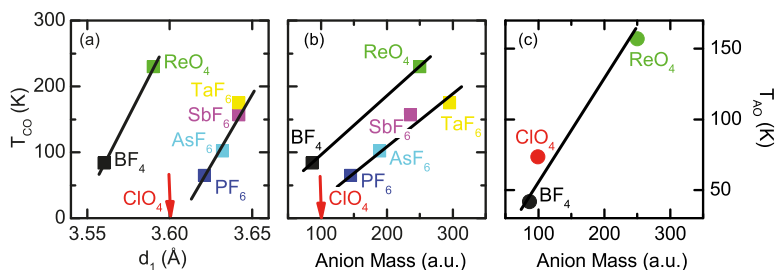 300
200
100
0
T_CO (K)
(a)
ReO₄
TaF₆
SbF₆
AsF₆
BF₄
PF₆
ClO₄
3.55 3.60 3.65
d₁ (Å)
(b)
ReO₄
SbF₆
TaF₆
BF₄
AsF₆
PF₆
ClO₄
100 200 300
Anion Mass (a.u.)
(c)
ReO₄
ClO₄
BF₄
100 200 300
Anion Mass (a.u.)
150
100
50
T_AO (K)